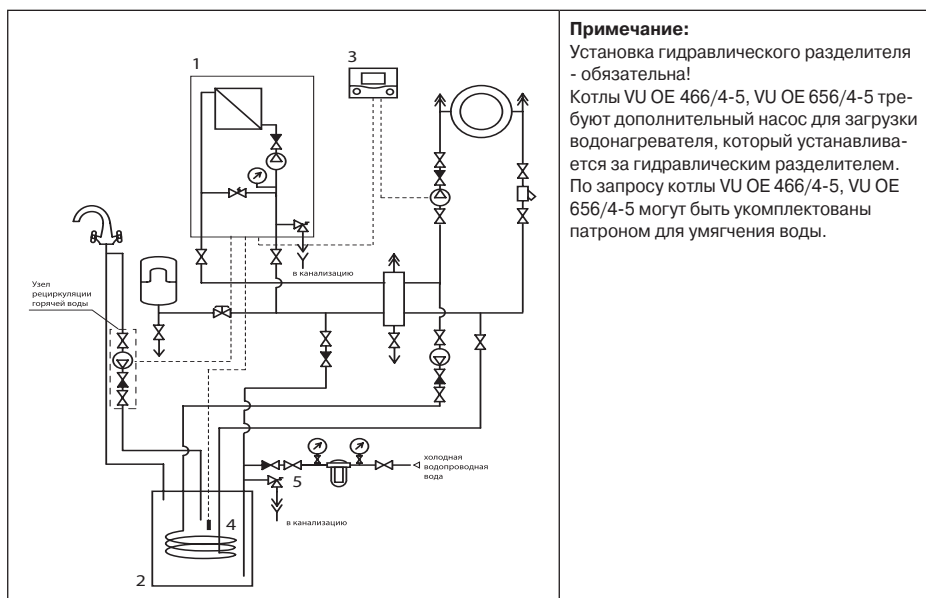 1
3
в канализацию
Узел
рециркуляции
горячей воды
холодная
водопроводная
вода
5
4
в канализацию
2
Примечание:
Установка гидравлического разделителя
- обязательна!
Котлы VU OE 466/4-5, VU OE 656/4-5 тре-
буют дополнительный насос для загрузки
водонагревателя, который устанавлива-
ется за гидравлическим разделителем.
По запросу котлы VU OE 466/4-5, VU OE
656/4-5 могут быть укомплектованы
патроном для умягчения воды.